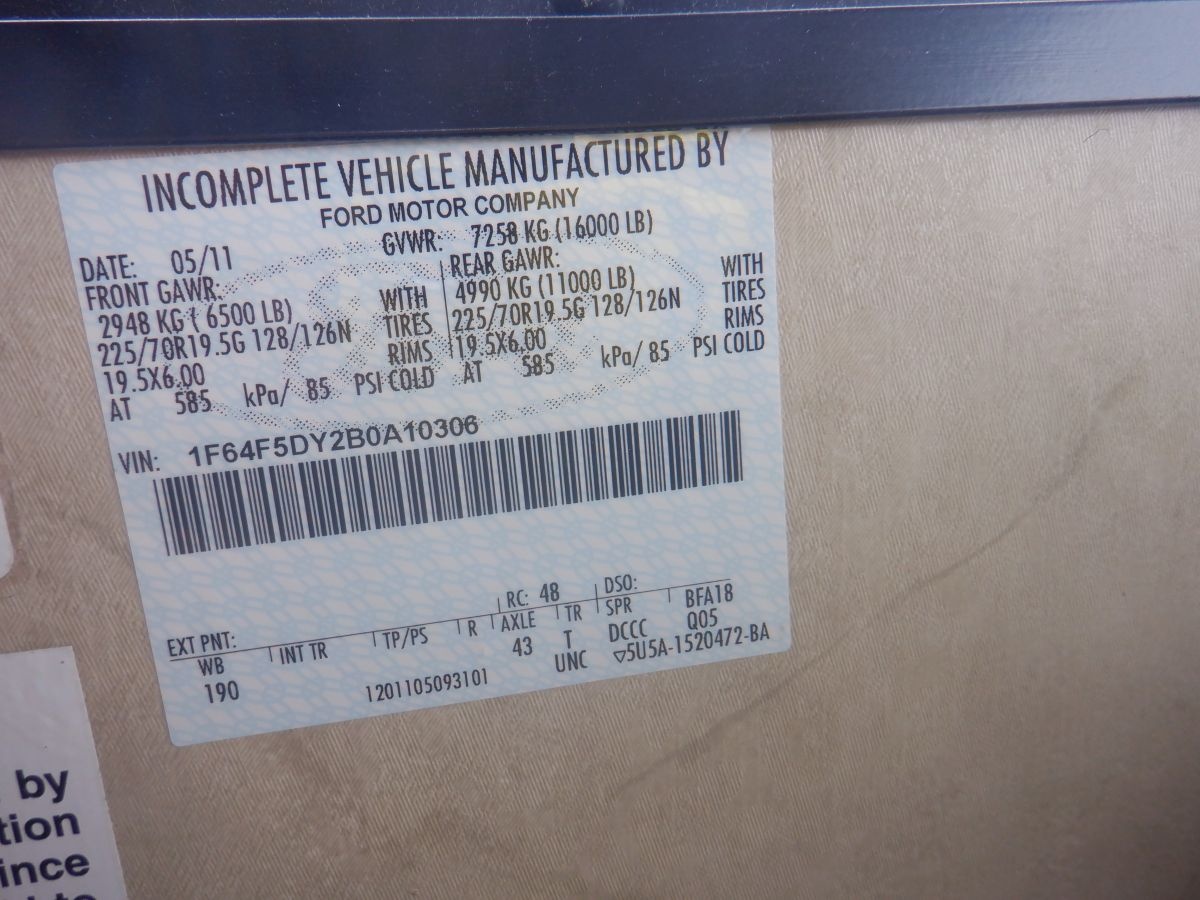 INCOMPLETE VEHICLE MANUFACTURED BY
FORD MOTOR COMPANY
DATE: 05/11 GVWR: 7258 KG (16000 LB)
FRONT GAWR: REAR GAWR:
2948 KG ( 6500 LB) WITH 4990 KG (11000 LB) WITH
225/70R19.5G 128/126N TIRES 225/70R19.5G 128/126N TIRES
19.5X6.00 RIMS 19.5X6.00 RIMS
AT 585 kPa/ 85 PSI COLD AT 585 kPa/ 85 PSI COLD
VIN: 1F64F5DY2B0A10306
EXT PNT: RC: 48 DSO:
WB INT TR TP/PS R AXLE TR SPR BFA18
190 43 T DCCC Q05
1201105093101 UNC ▽5U5A-1520472-BA
by
tion
ince